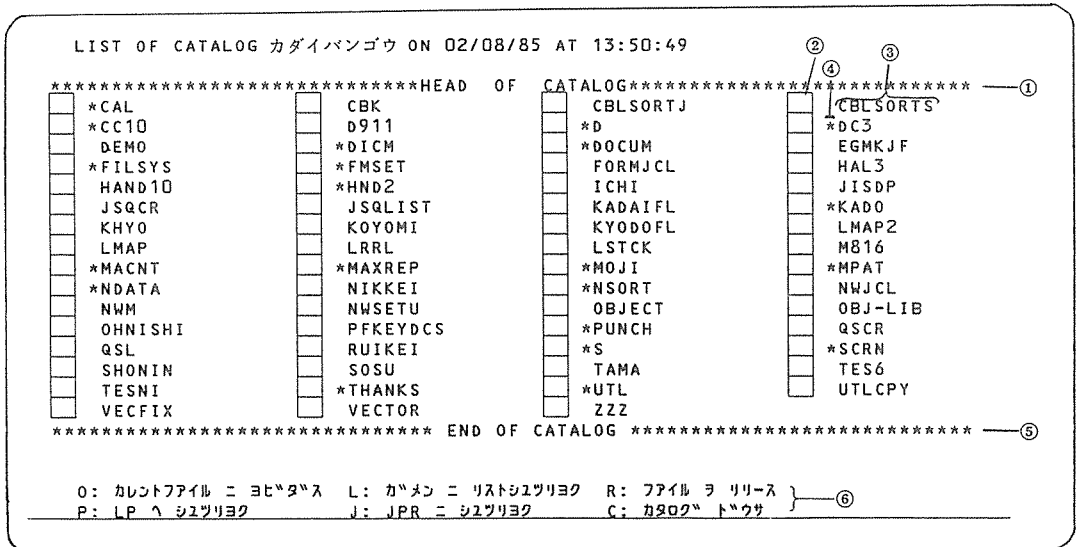 LIST OF CATALOG カダイバンゴウ ON 02/08/85 AT 13:50:49
② ③
④
******************************HEAD OF CATALOG**************************** ①
*CAL CBK CBLSORTJ CBLSORTS
*CC10 D911 *D *DC3
DEMO *DICM *DOCUM EGMKJF
*FILSYS *FMSET FORMJCL HAL3
HAND10 *HND2 ICHI JISDP
JSQCR JSQLIST KADAIFL *KADO
KHYO KOYOMI KYODOFL LMAP2
LMAP LRRL LSTCK M816
*MACNT *MAXREP *MOJI *MPAT
*NDATA NIKKEI *NSORT NWJCL
NWM NWSETU OBJECT OBJ-LIB
OHNISHI PFKEYDCS *PUNCH QSCR
QSL RUIKEI *S *SCRN
SHONIN SOSU TAMA TES6
TESNI *THANKS *UTL UTLCPY
VECFIX VECTOR ZZZ
******************************* END OF CATALOG **************************** ⑤
O: カレントファイル ニ ヨビダス L: ガメン ニ リストシュツリョク R: ファイル ヲ リリース
P: LP ヘ シュツリョク J: JPR ニ シュツリョク C: カタログ ドウサ ⑥